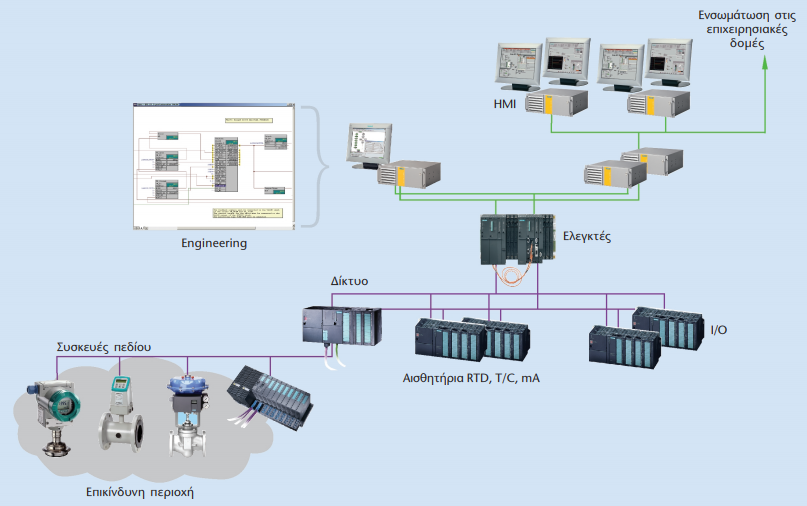 Ενσωμάτωση στις
επιχειρησιακές
δομές
HMI
Engineering
Ελεγκτές
Δίκτυο
I/O
Συσκευές πεδίου
Αισθητήρια RTD, T/C, mA
Επικίνδυνη περιοχή